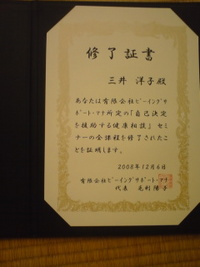 修了証書
三井 洋子殿
あなたは有限会社ビーイングサ
ポート・マナ所定の「自己決定
を援助する健康相談」セミ
ナーの全課程を修了されたこ
とを証明します。
2008年12月6日
有限会社ビーイングサポート・マナ
代表 毛利 陽子